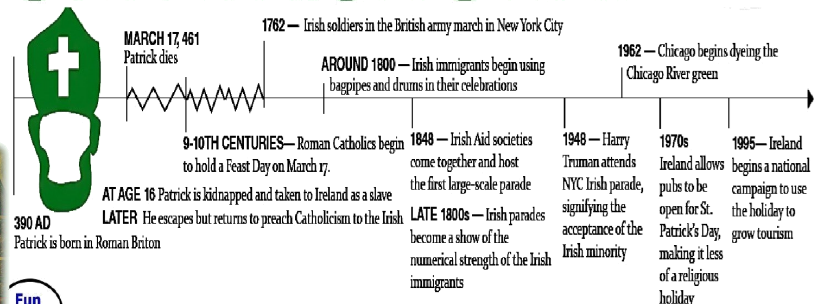 MARCH 17, 461
Patrick dies
1762 — Irish soldiers in the British army march in New York City
AROUND 1800 — Irish immigrants begin using
bagpipes and drums in their celebrations
1962 — Chicago begins dyeing the
Chicago River green
9-10TH CENTURIES— Roman Catholics begin
to hold a Feast Day on March 17.
AT AGE 16 Patrick is kidnapped and taken to Ireland as a slave
LATER He escapes but returns to preach Catholicism to the Irish
390 AD
Patrick is born in Roman Briton
1848 — Irish Aid societies
come together and host
the first large-scale parade
LATE 1800s — Irish parades
become a show of the
numerical strength of the Irish
immigrants
1948 — Harry
Truman attends
NYC Irish parade,
signifying the
acceptance of the
Irish minority
1970s
Ireland allows
pubs to be
open for St.
Patrick's Day,
making it less
of a religious
holiday
1995— Ireland
begins a national
campaign to use
the holiday to
grow tourism
Fun